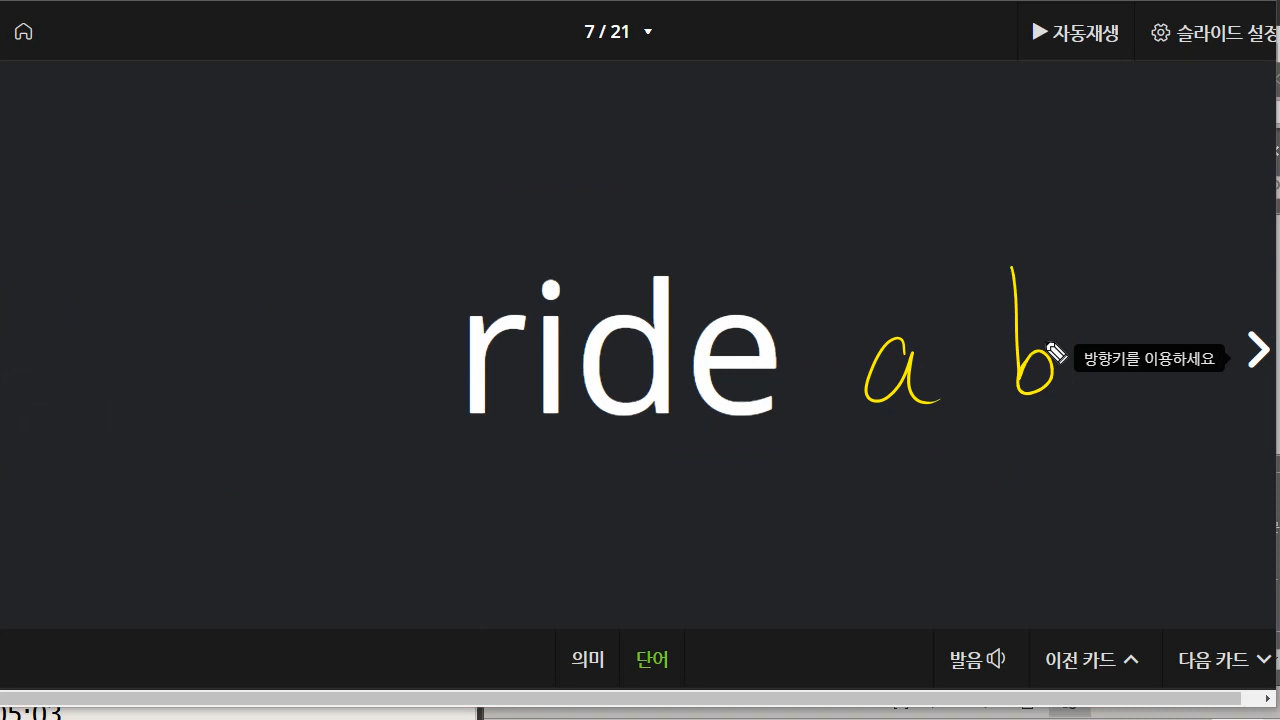 7 / 21
자동재생
슬라이드 설정
ride a b
방향키를 이용하세요
의미
단어
발음
이전 카드
다음 카드
05:03